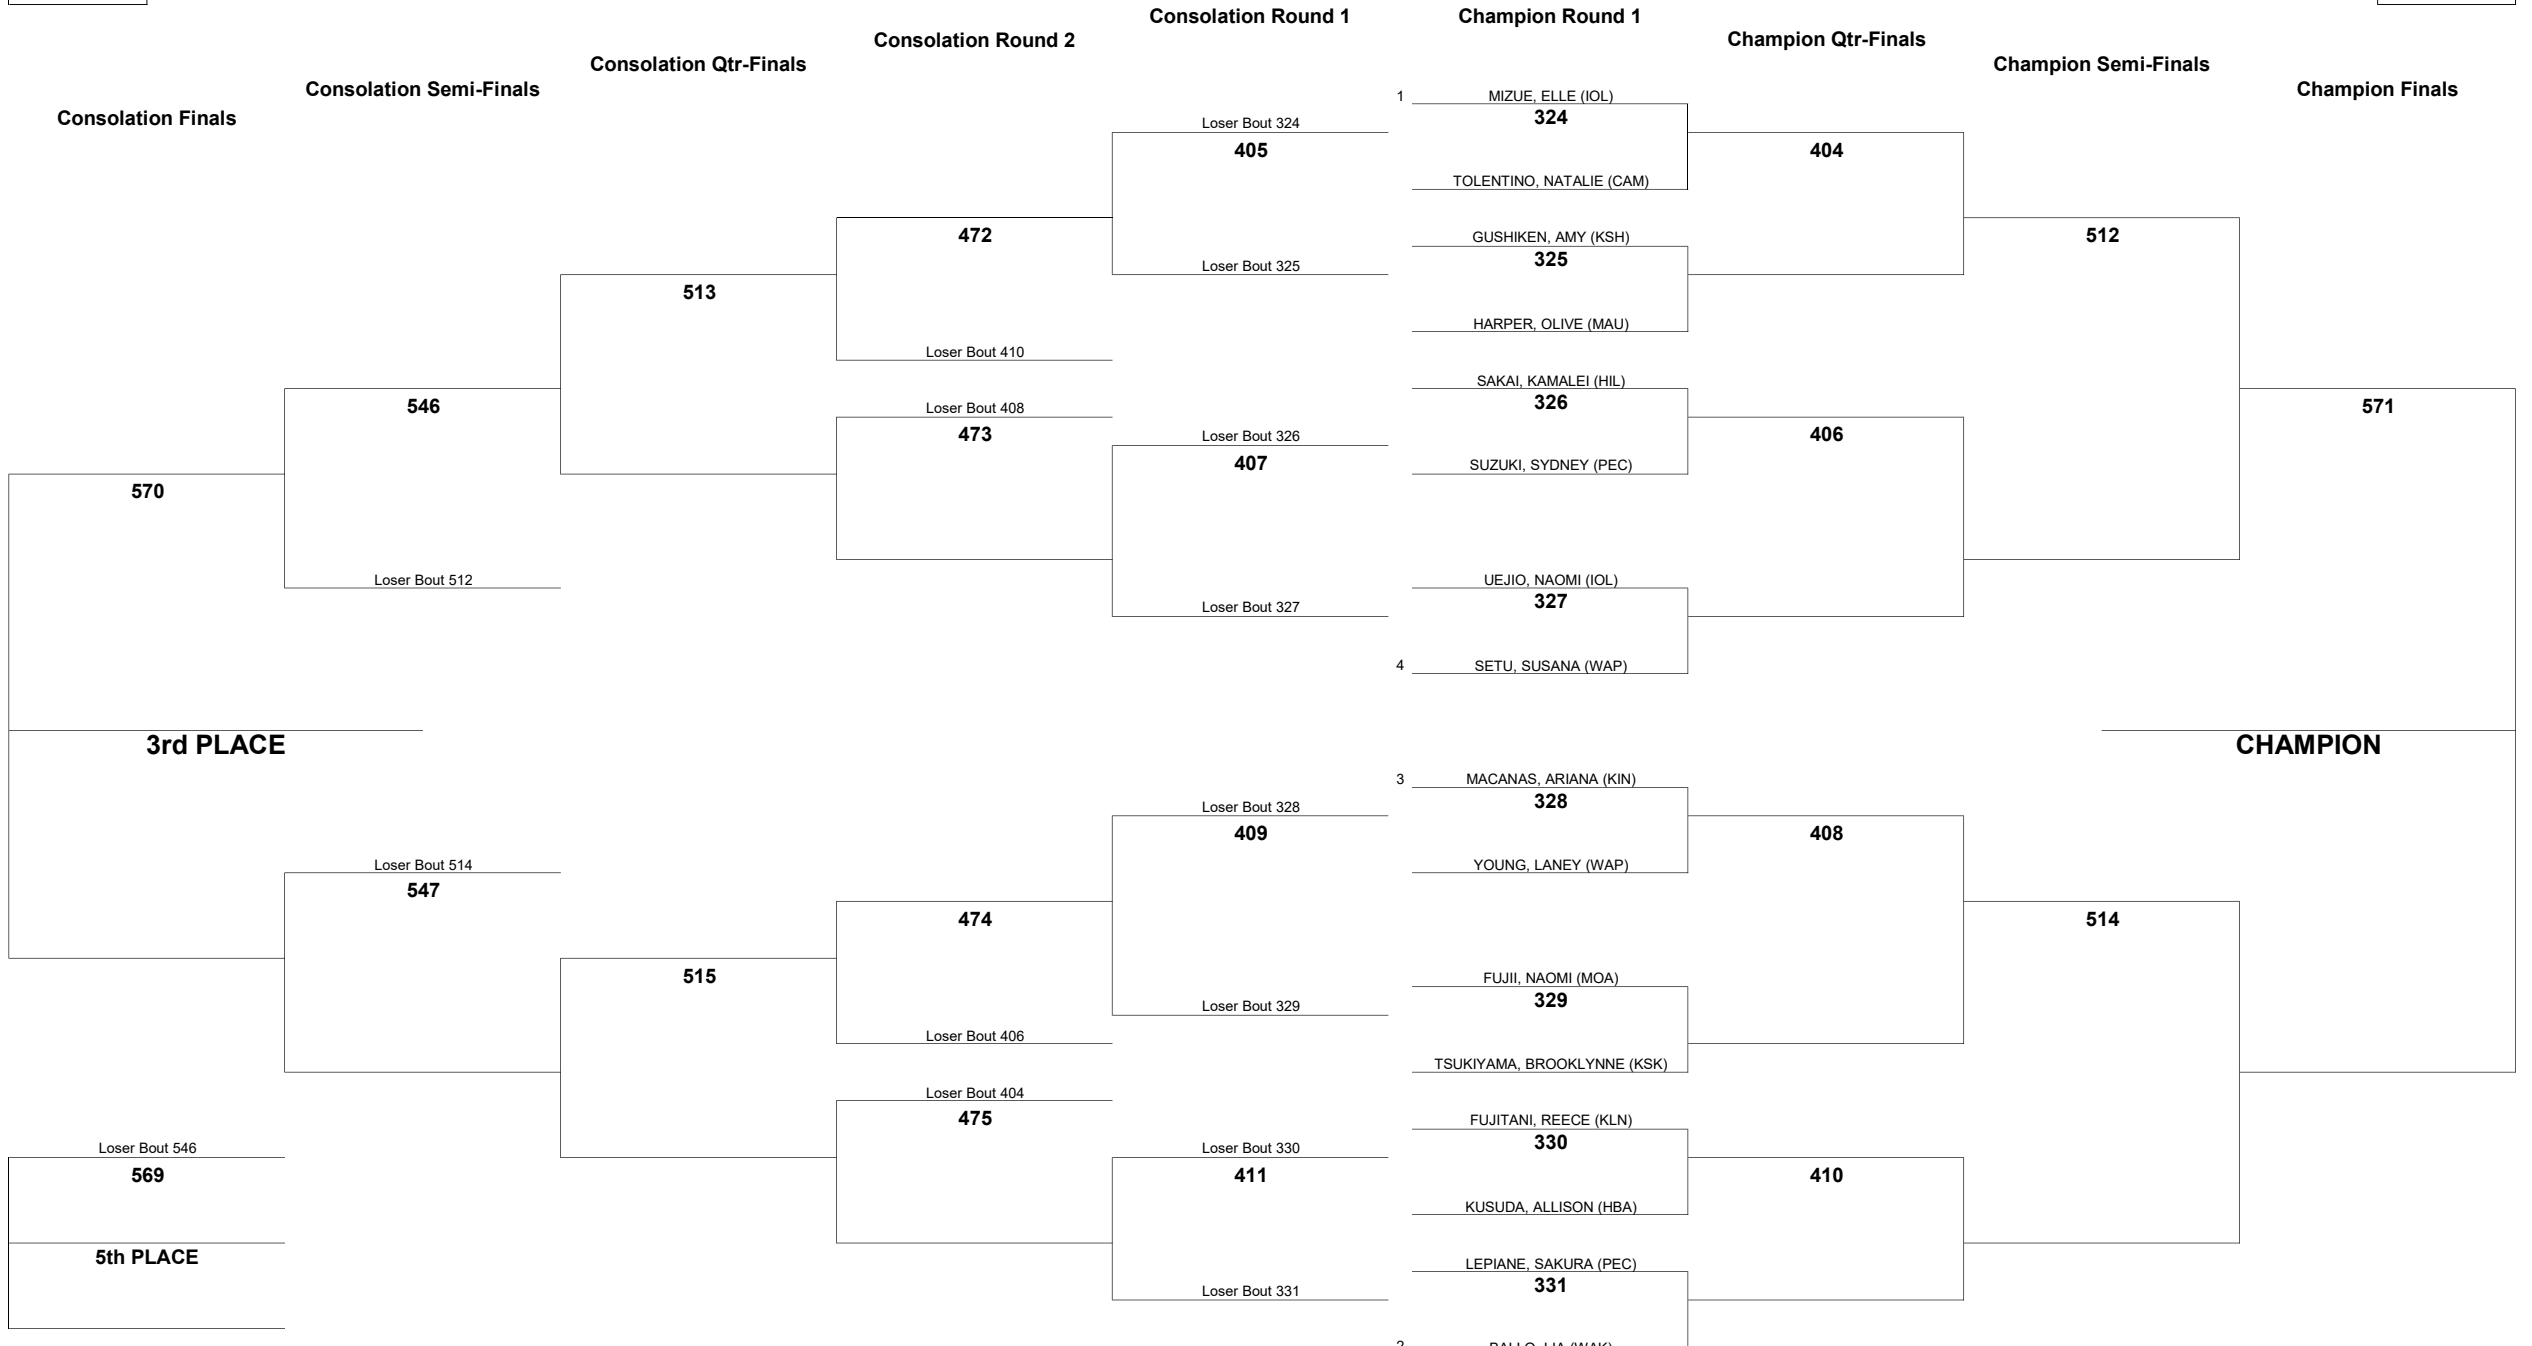 Consolation Round 1
Champion Round 1
Consolation Round 2
Champion Qtr-Finals
Consolation Qtr-Finals
Champion Semi-Finals
Consolation Semi-Finals
Champion Finals
Consolation Finals
1 MIZUE, ELLE (IOL)
324
Loser Bout 324
405
404
TOLENTINO, NATALIE (CAM)
472
GUSHIKEN, AMY (KSH)
512
325
Loser Bout 325
513
HARPER, OLIVE (MAU)
Loser Bout 410
SAKAI, KAMALEI (HIL)
326
546
Loser Bout 408
571
473
Loser Bout 326
406
407
SUZUKI, SYDNEY (PEC)
570
Loser Bout 512
UEJIO, NAOMI (IOL)
327
Loser Bout 327
4 SETU, SUSANA (WAP)
3rd PLACE
CHAMPION
3 MACANAS, ARIANA (KIN)
328
Loser Bout 328
409
408
Loser Bout 514
YOUNG, LANEY (WAP)
547
474
514
515
FUJII, NAOMI (MOA)
329
Loser Bout 329
Loser Bout 406
TSUKIYAMA, BROOKLYNNE (KSK)
Loser Bout 404
475
FUJITANI, REECE (KLN)
330
Loser Bout 546
Loser Bout 330
569
411
410
KUSUDA, ALLISON (HBA)
5th PLACE
LEPIANE, SAKURA (PEC)
331
Loser Bout 331